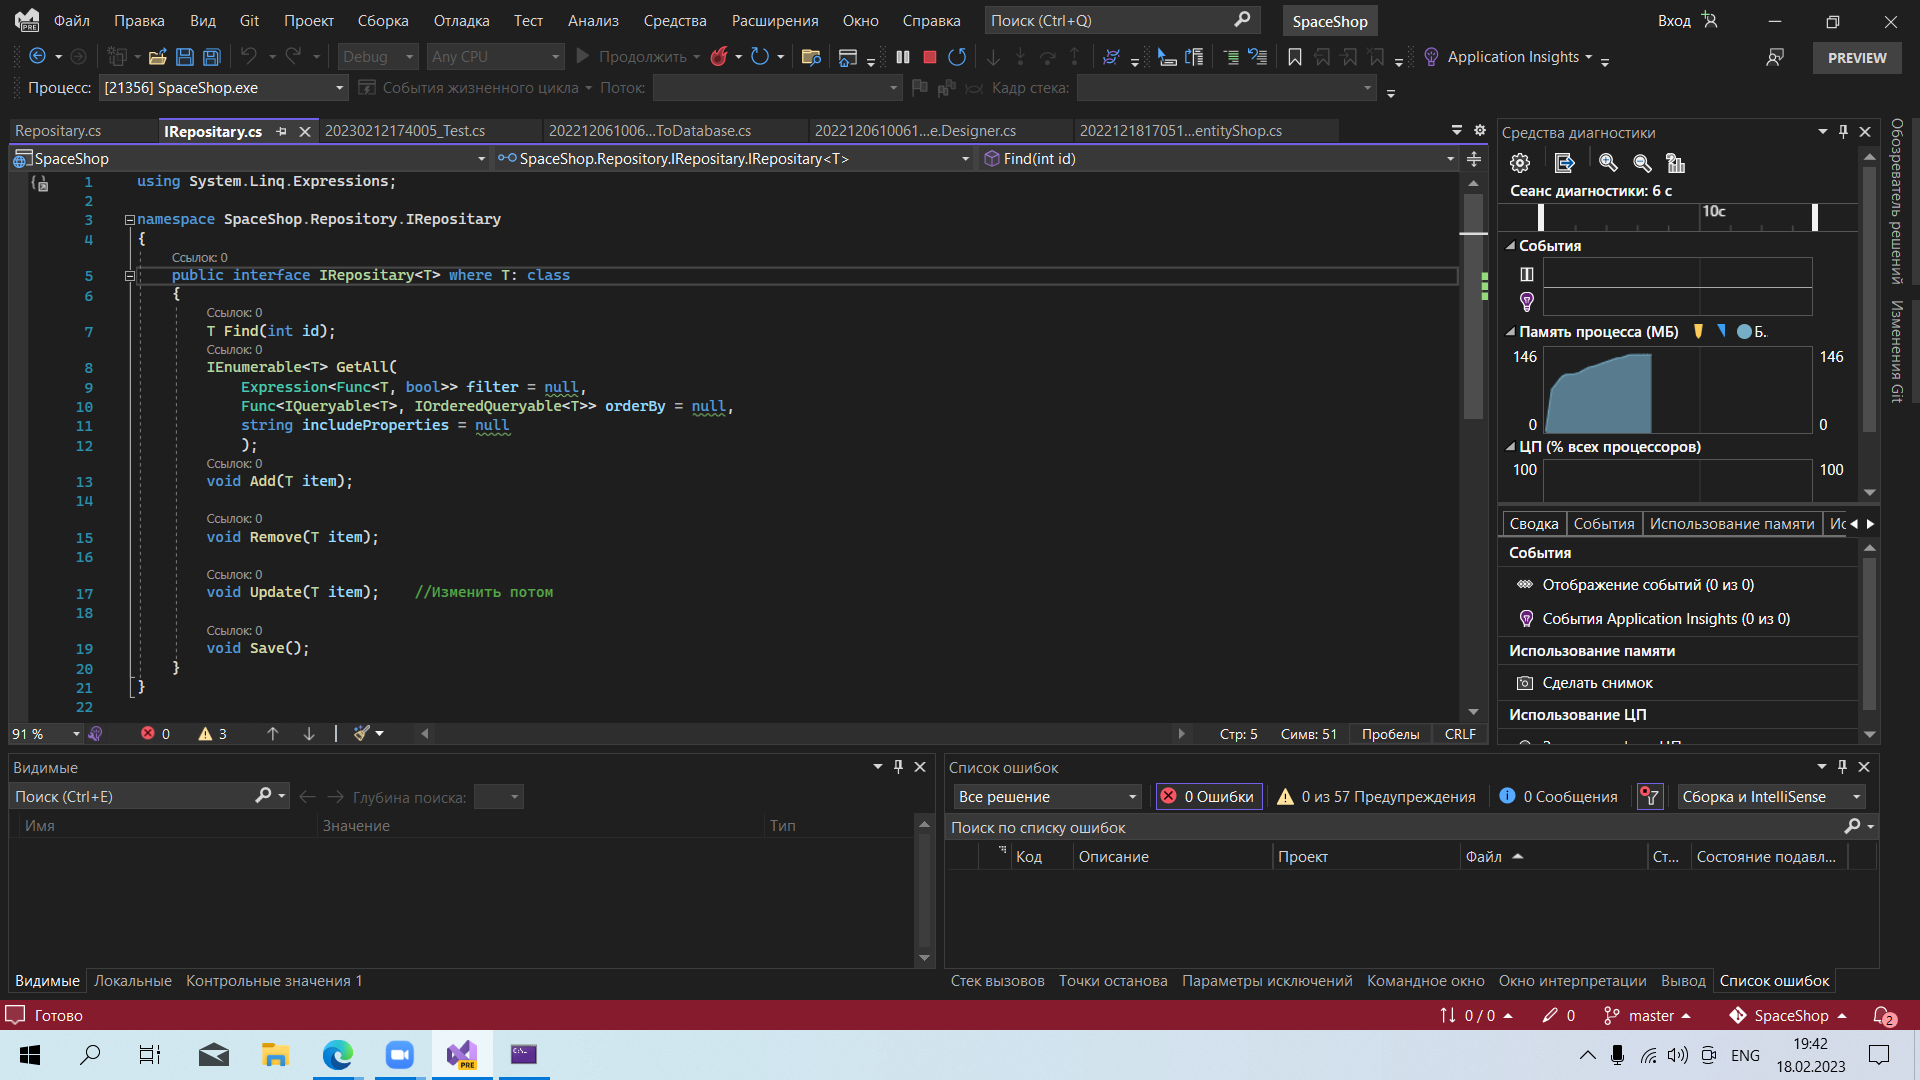 Файл Правка Вид Git Проект Сборка Отладка Тест Анализ Средства Расширения Окно Справка Поиск (Ctrl+Q) SpaceShop Вход
Debug Any CPU Продолжить Application Insights PREVIEW
Процесс: [21356] SpaceShop.exe События жизненного цикла Поток: Кадр стека:
Repositary.cs IRepositary.cs 20230212174005_Test.cs 202212061006...ToDatabase.cs 2022120610061...e.Designer.cs 2022121817051...entityShop.cs
SpaceShop SpaceShop.Repository.IRepositary.IRepositary<T> Find(int id)
1 using System.Linq.Expressions;
2
3 namespace SpaceShop.Repository.IRepositary
4 {
Ссылок: 0
5 public interface IRepositary<T> where T: class
6 {
Ссылок: 0
7 T Find(int id);
Ссылок: 0
8 IEnumerable<T> GetAll(
9 Expression<Func<T, bool>> filter = null,
10 Func<IQueryable<T>, IOrderedQueryable<T>> orderBy = null,
11 string includeProperties = null
12 );
Ссылок: 0
13 void Add(T item);
14
Ссылок: 0
15 void Remove(T item);
16
Ссылок: 0
17 void Update(T item); //Изменить потом
18
Ссылок: 0
19 void Save();
20 }
21 }
22
91 % 0 3 Стр: 5 Симв: 51 Пробелы CRLF
Средства диагностики
Сеанс диагностики: 6 с
10с
События
Память процесса (МБ) Б.
146 146
0 0
ЦП (% всех процессоров)
100 100
Сводка События Использование памяти Ис
События
Отображение событий (0 из 0)
События Application Insights (0 из 0)
Использование памяти
Сделать снимок
Использование ЦП
Обозреватель решений
Изменения Git
Видимые
Поиск (Ctrl+E) Глубина поиска:
Имя Значение Тип
Видимые Локальные Контрольные значения 1
Список ошибок
Все решение 0 Ошибки 0 из 57 Предупреждения 0 Сообщения Сборка и IntelliSense
Поиск по списку ошибок
Код Описание Проект Файл Ст... Состояние подавл...
Стек вызовов Точки останова Параметры исключений Командное окно Окно интерпретации Вывод Список ошибок
Готово 0 / 0 0 master SpaceShop 2
PRE ENG 19:42
18.02.2023